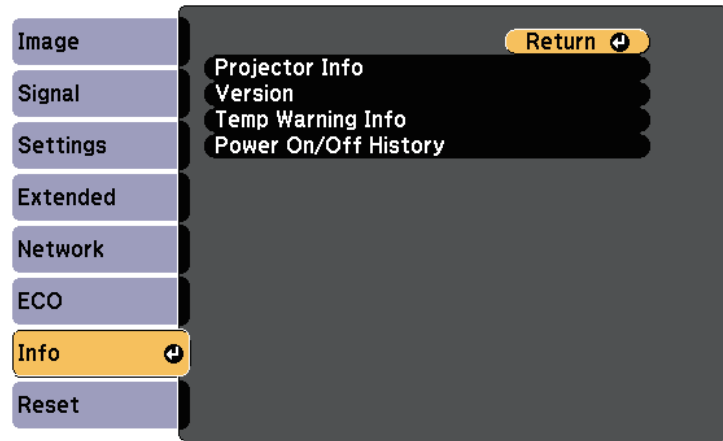 Image
Signal
Settings
Extended
Network
ECO
Info
Reset
Return
Projector Info
Version
Temp Warning Info
Power On/Off History